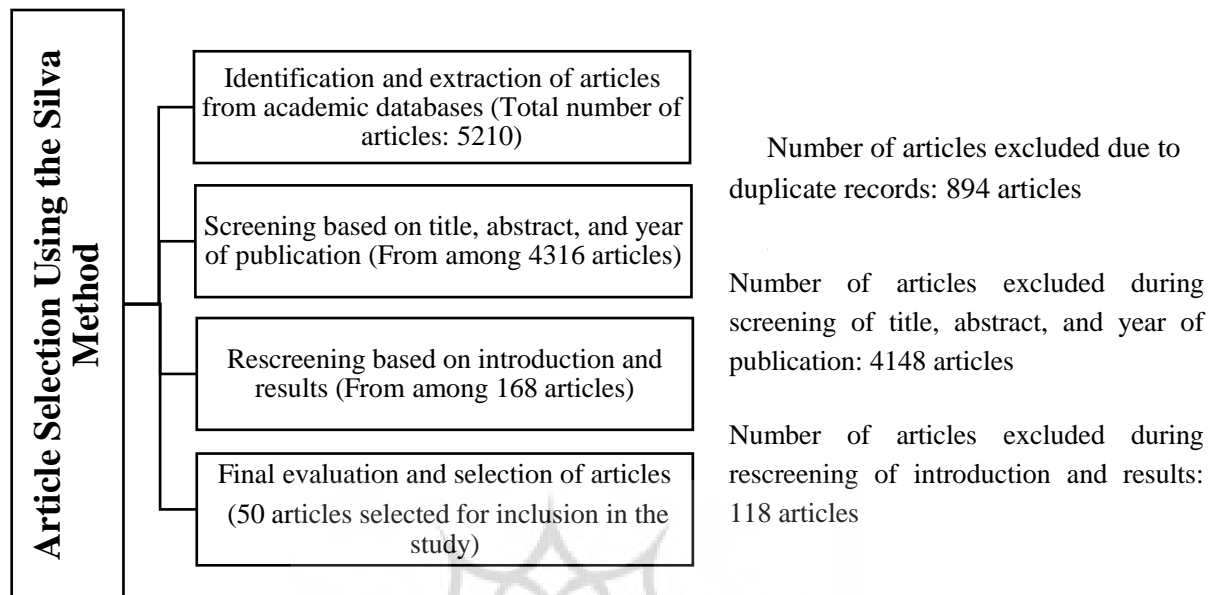 Article Selection Using the Silva
Method
Identification and extraction of articles
from academic databases (Total number of
articles: 5210)
Screening based on title, abstract, and year
of publication (From among 4316 articles)
Rescreening based on introduction and
results (From among 168 articles)
Final evaluation and selection of articles
(50 articles selected for inclusion in the
study)
Number of articles excluded due to
duplicate records: 894 articles
Number of articles excluded during
screening of title, abstract, and year of
publication: 4148 articles
Number of articles excluded during
rescreening of introduction and results:
118 articles